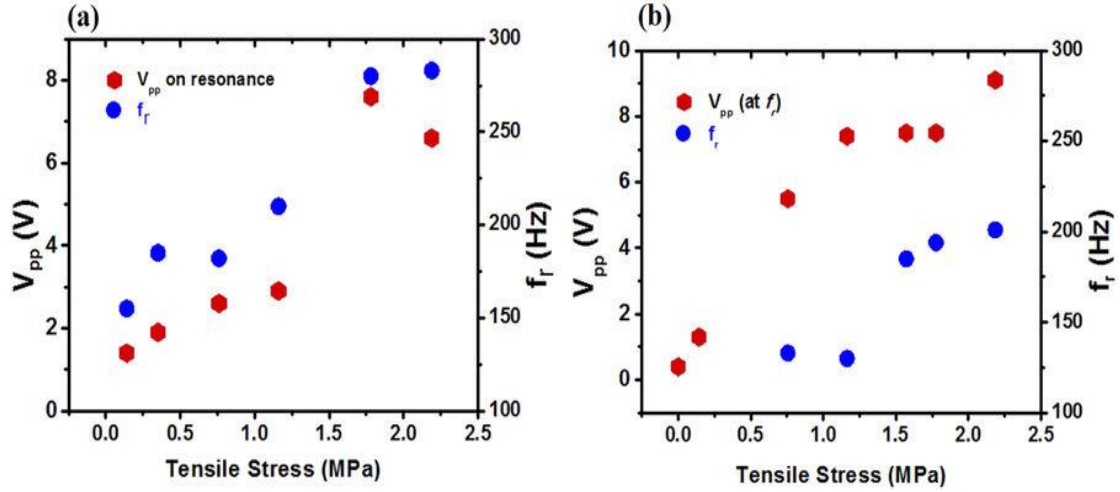 (a)
8
6
4
2
0
V_pp (V)
V_pp on resonance
f_r
300
250
200
150
100
f_r (Hz)
0.0 0.5 1.0 1.5 2.0 2.5
Tensile Stress (MPa)
(b)
10
8
6
4
2
0
V_pp (V)
V_pp (at f_r)
f_r
300
250
200
150
100
f_r (Hz)
0.0 0.5 1.0 1.5 2.0 2.5
Tensile Stress (MPa)